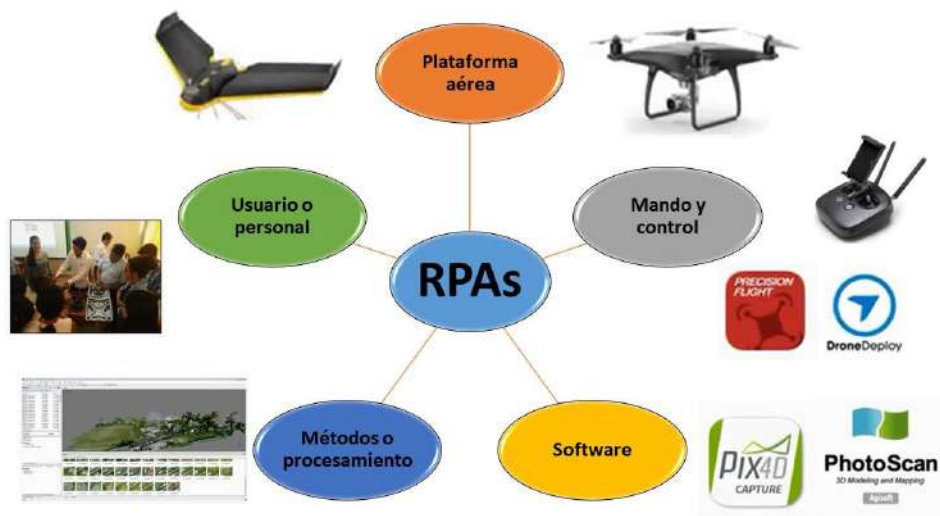 Plataforma
aérea
Usuario o
personal
Mando y
control
RPAs
PRECISION
FLIGHT
DroneDeploy
Métodos o
procesamiento
Software
PIX4D
CAPTURE
PhotoScan
3D Modeling and Mapping
Agisoft